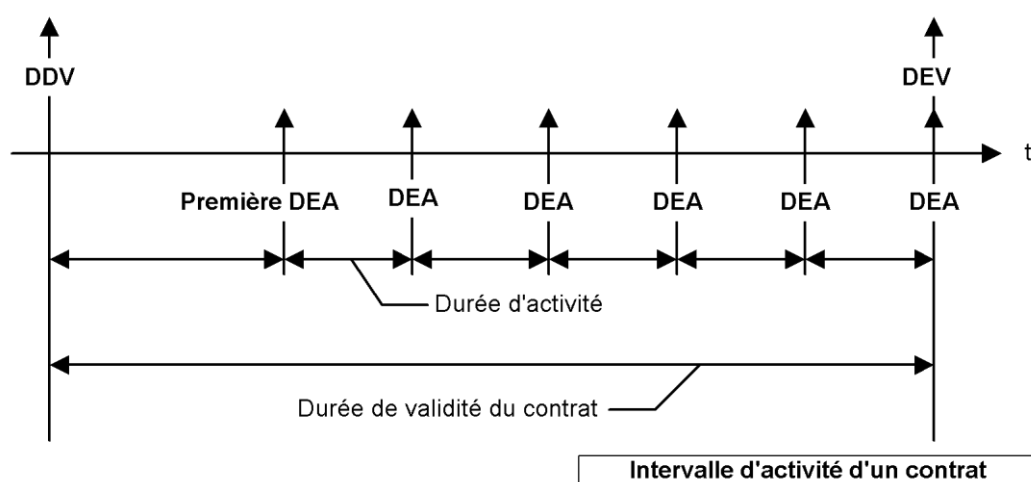 DDV
DEV
t
Première DEA
DEA
DEA
DEA
DEA
DEA
Durée d'activité
Durée de validité du contrat
Intervalle d'activité d'un contrat